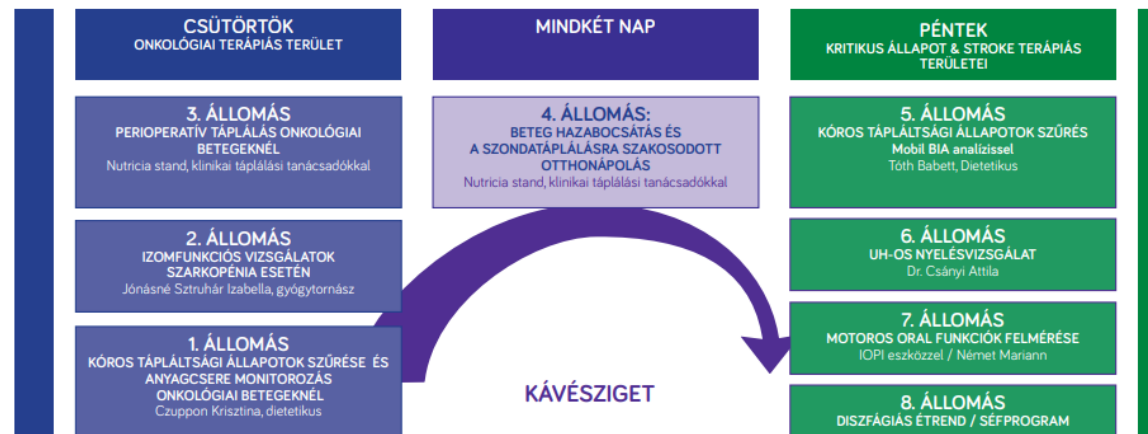 CSÜTÖRTÖK
ONKOLÓGIAI TERÁPIÁS TERÜLET
3. ÁLLOMÁS
PERIOPERATÍV TÁPLÁLÁS ONKOLÓGIAI
BETEGEKNÉL
Nutricia stand, klinikai táplálási tanácsadókkal
2. ÁLLOMÁS
IZOMFUNKCIÓS VIZSGÁLATOK
SZARKOPÉNIA ESETÉN
Jónásné Sztruhár Izabella, gyógytornász
1. ÁLLOMÁS
KÓROS TÁPLÁLTSÁGI ÁLLAPOTOK SZŰRÉSE ÉS
ANYAGCSERE MONITOROZÁS
ONKOLÓGIAI BETEGEKNÉL
Czuppon Krisztina, dietetikus
MINDKÉT NAP
4. ÁLLOMÁS:
BETEG HAZABOCSÁTÁS ÉS
A SZONDATÁPLÁLÁSRA SZAKOSODOTT
OTTHONÁPOLÁS
Nutricia stand, klinikai táplálási tanácsadókkal
KÁVÉSZIGET
PÉNTEK
KRITIKUS ÁLLAPOT & STROKE TERÁPIÁS
TERÜLETEI
5. ÁLLOMÁS
KÓROS TÁPLÁLTSÁGI ÁLLAPOTOK SZŰRÉS
Mobil BIA analízissel
Tóth Babett, Dietetikus
6. ÁLLOMÁS
UH-OS NYELÉSVIZSGÁLAT
Dr. Csányi Attila
7. ÁLLOMÁS
MOTOROS ORAL FUNKCIÓK FELMÉRÉSE
IOPI eszközzel / Német Mariann
8. ÁLLOMÁS
DISZFÁGIÁS ÉTREND / SÉFPROGRAM